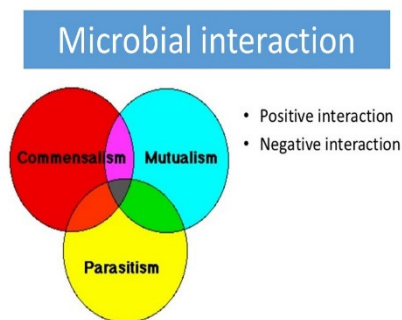 Microbial interaction
Commensalism
Mutualism
Parasitism
• Positive interaction
• Negative interaction